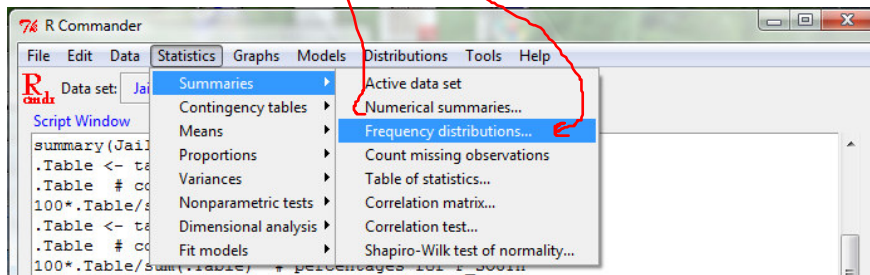 R Commander
File Edit Data Statistics Graphs Models Distributions Tools Help
R cmdr Data set: Jai
Summaries
Contingency tables
Means
Proportions
Variances
Nonparametric tests
Dimensional analysis
Fit models
Active data set
Numerical summaries...
Frequency distributions...
Count missing observations
Table of statistics...
Correlation matrix...
Correlation test...
Shapiro-Wilk test of normality...
Script Window
summary(Jail
.Table <- ta
.Table # co
100*.Table/s
.Table <- ta
.Table # co
100*.Table/sum(.Table) # percentages for